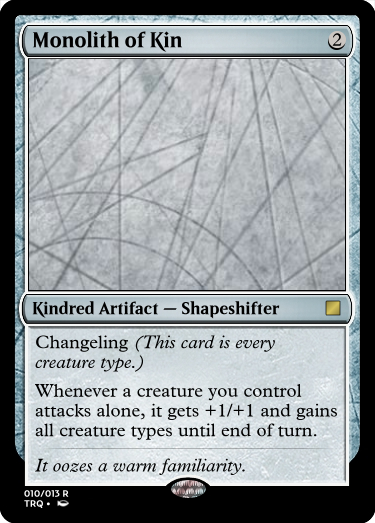 Monolith of Kin 2
Kindred Artifact — Shapeshifter
Changeling (This card is every
creature type.)
Whenever a creature you control
attacks alone, it gets +1/+1 and gains
all creature types until end of turn.
It oozes a warm familiarity.
010/013 R
TRQ •